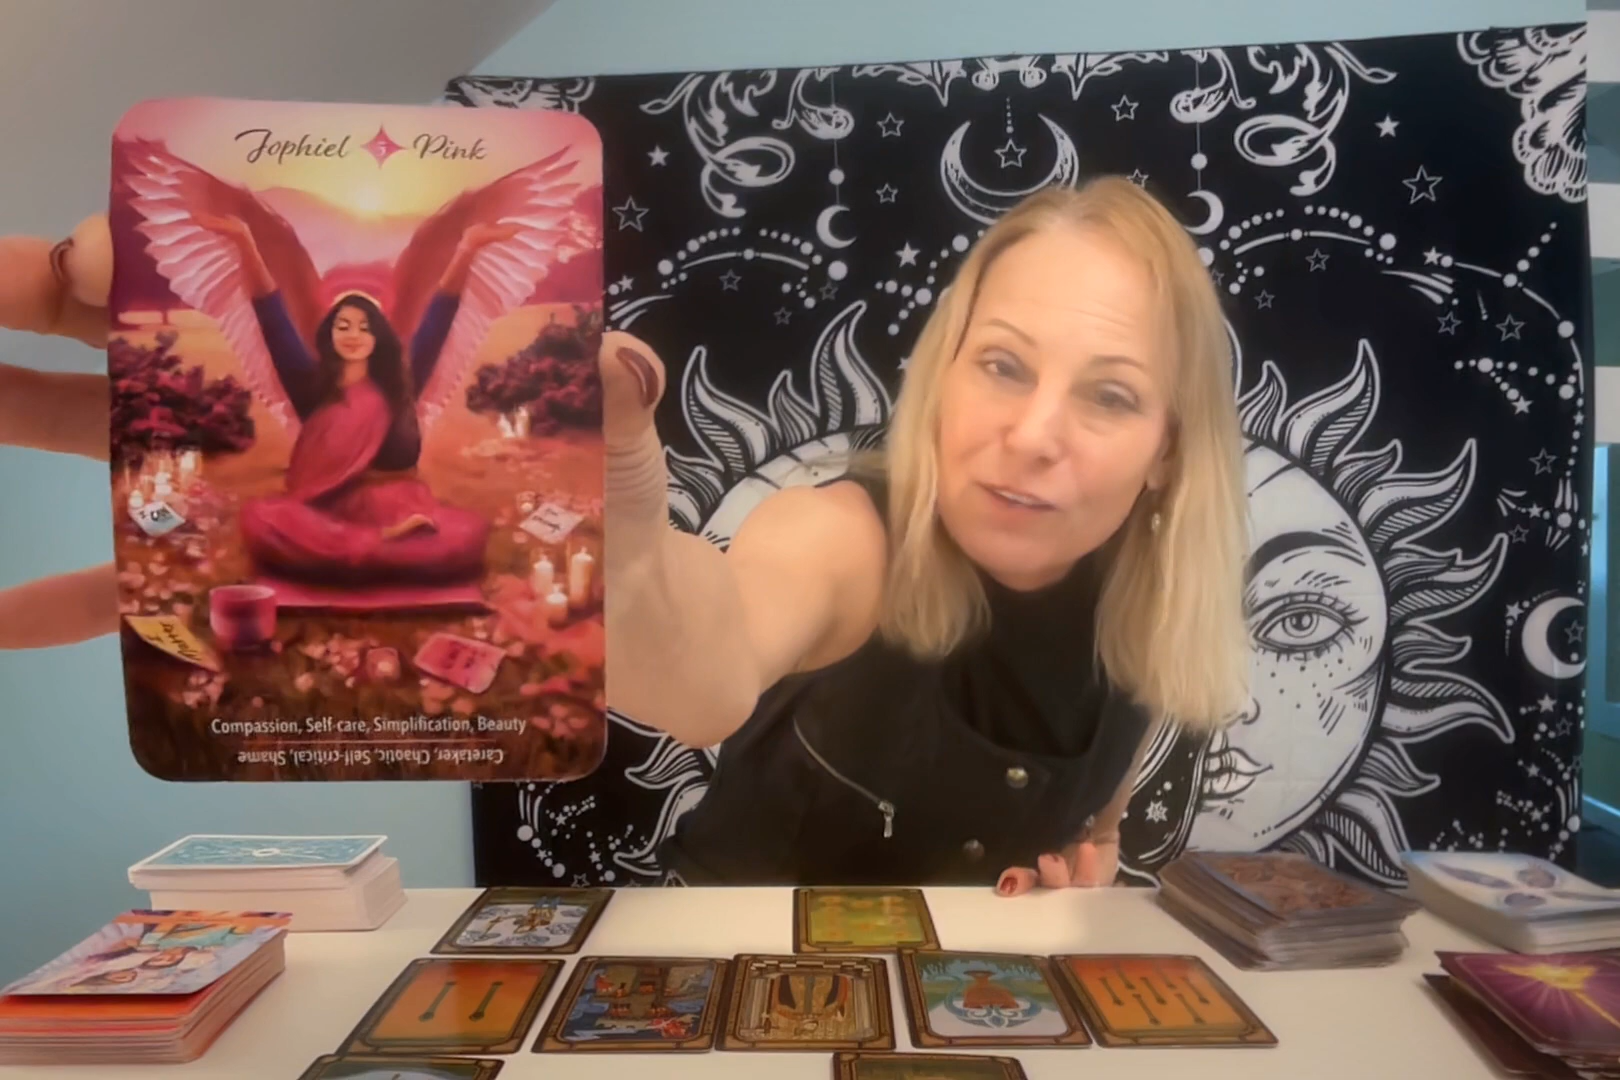 Jophiel 5 Pink
Compassion, Self-care, Simplification, Beauty
Caretaker, Chaotic, Self-critical, Shame